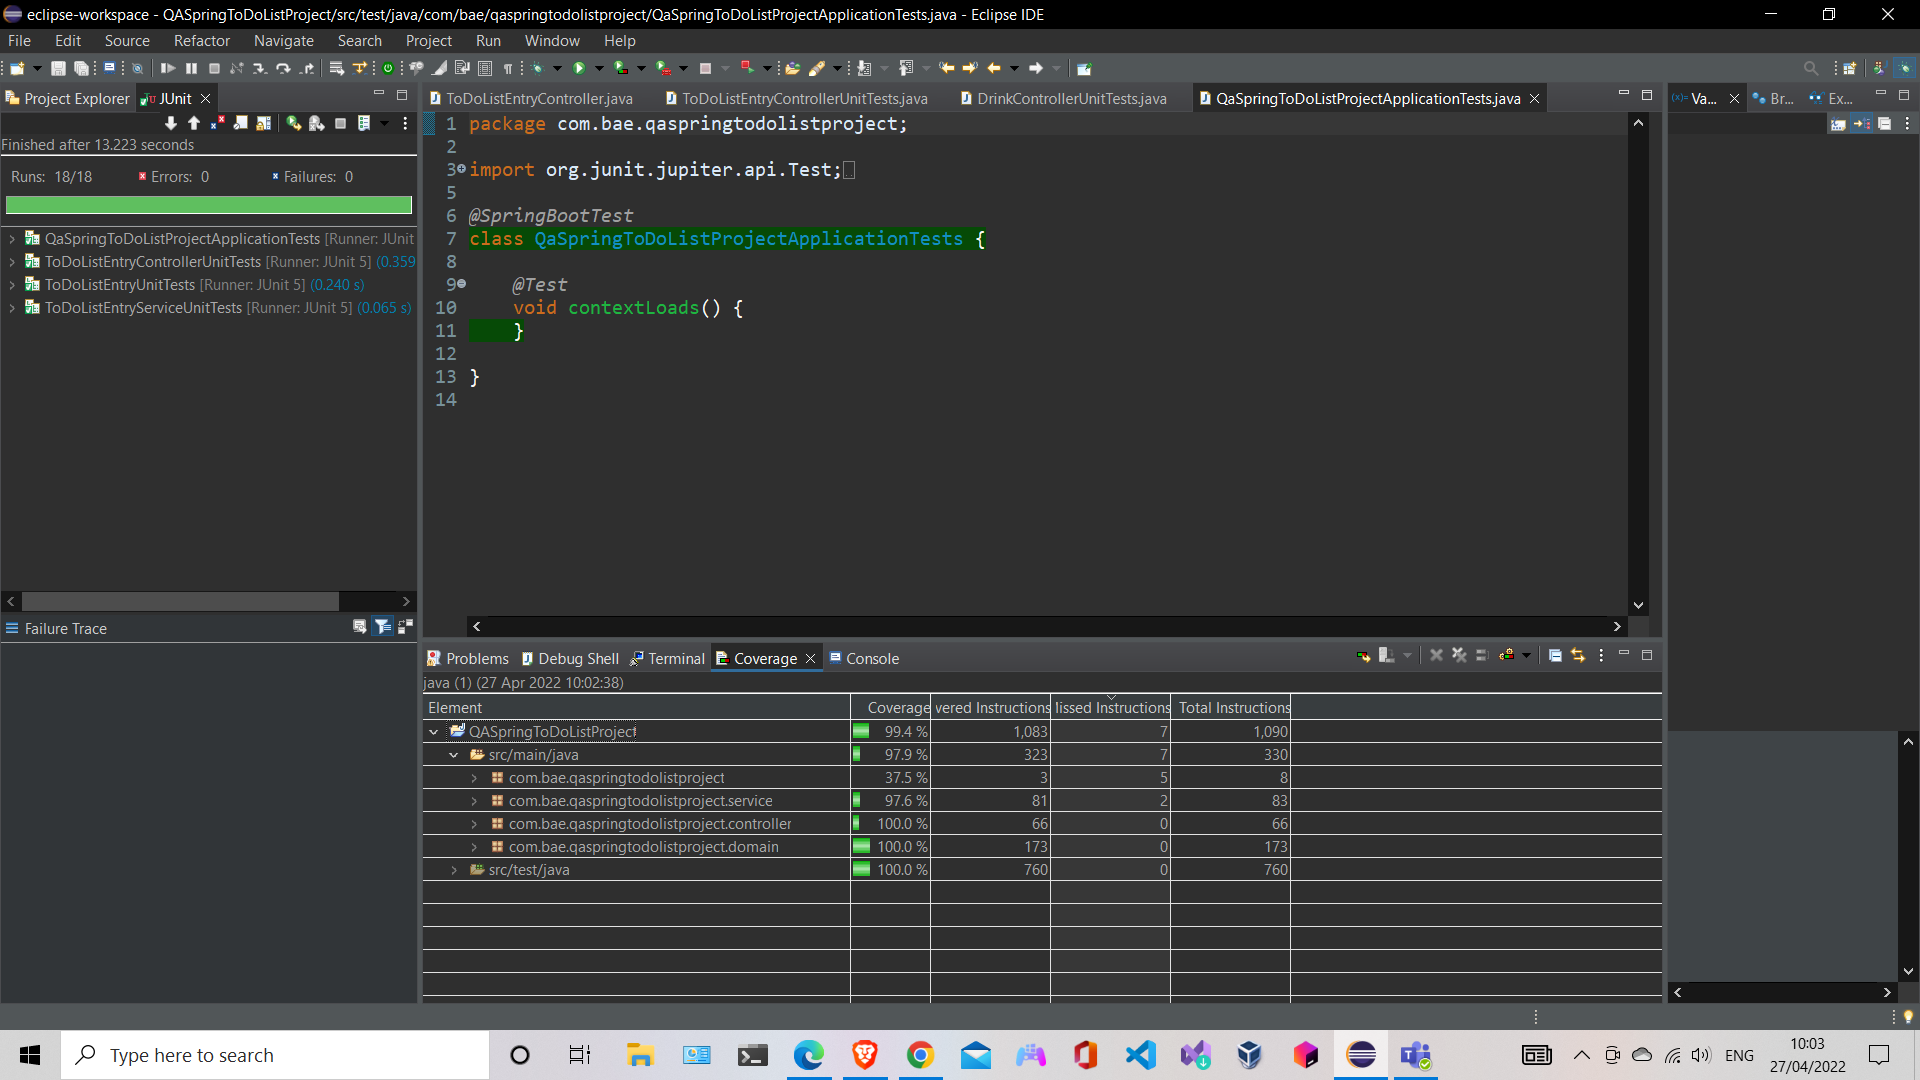 eclipse-workspace - QASpringToDoListProject/src/test/java/com/bae/qaspringtodolistproject/QaSpringToDoListProjectApplicationTests.java - Eclipse IDE
File Edit Source Refactor Navigate Search Project Run Window Help
Project Explorer JUnit
Finished after 13.223 seconds
Runs: 18/18 Errors: 0 Failures: 0
QaSpringToDoListProjectApplicationTests [Runner: JUnit
ToDoListEntryControllerUnitTests [Runner: JUnit 5] (0.359
ToDoListEntryUnitTests [Runner: JUnit 5] (0.240 s)
ToDoListEntryServiceUnitTests [Runner: JUnit 5] (0.065 s)
Failure Trace
ToDoListEntryController.java ToDoListEntryControllerUnitTests.java DrinkControllerUnitTests.java QaSpringToDoListProjectApplicationTests.java
1 package com.bae.qaspringtodolistproject;
2
3 import org.junit.jupiter.api.Test;
5
6 @SpringBootTest
7 class QaSpringToDoListProjectApplicationTests {
8
9 @Test
10 void contextLoads() {
11 }
12
13 }
14
(x)= Va... Br... Ex...
Problems Debug Shell Terminal Coverage Console
java (1) (27 Apr 2022 10:02:38)
Element Coverage vered Instructions lissed Instructions Total Instructions
QASpringToDoListProject 99.4 % 1,083 7 1,090
src/main/java 97.9 % 323 7 330
com.bae.qaspringtodolistproject 37.5 % 3 5 8
com.bae.qaspringtodolistproject.service 97.6 % 81 2 83
com.bae.qaspringtodolistproject.controller 100.0 % 66 0 66
com.bae.qaspringtodolistproject.domain 100.0 % 173 0 173
src/test/java 100.0 % 760 0 760
Type here to search
ENG
10:03
27/04/2022